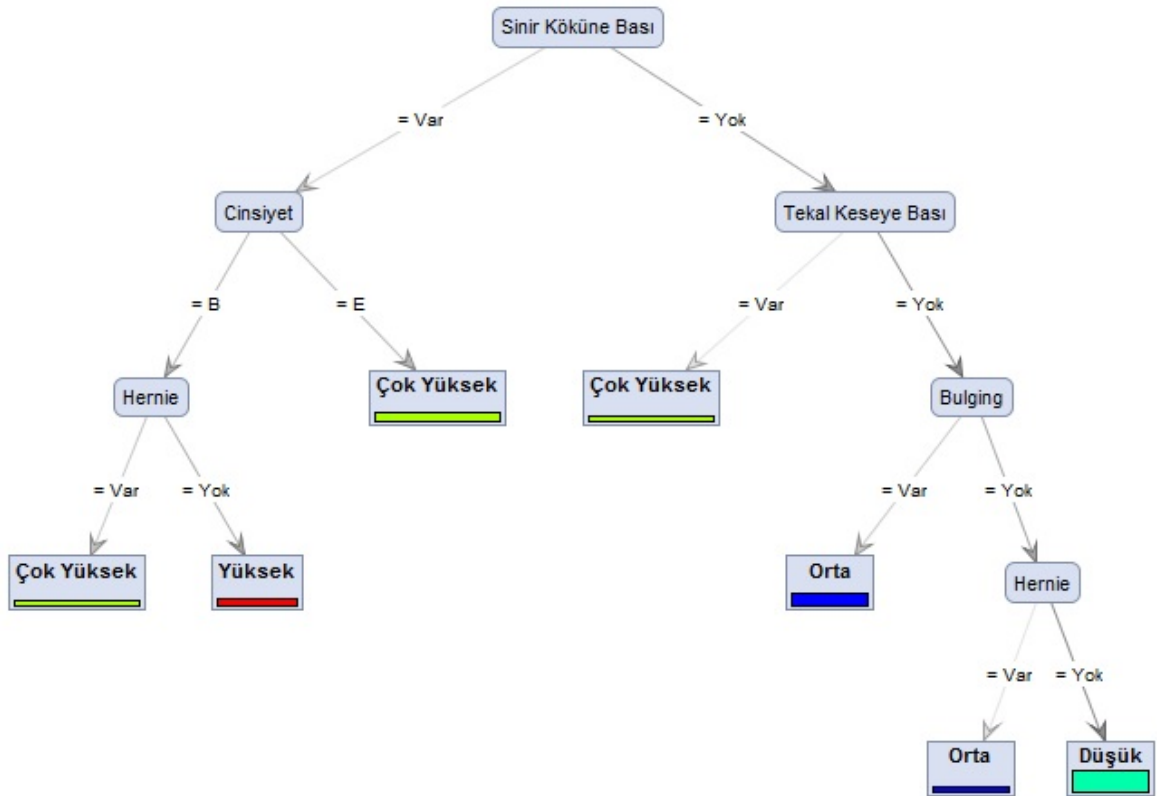 Sinir Köküne Bası
= Var
= Yok
Cinsiyet
Tekal Keseye Bası
= B
= E
= Var
= Yok
Hernie
Çok Yüksek
Çok Yüksek
Bulging
= Var
= Yok
= Var
= Yok
Çok Yüksek
Yüksek
Orta
Hernie
= Var
= Yok
Orta
Düşük